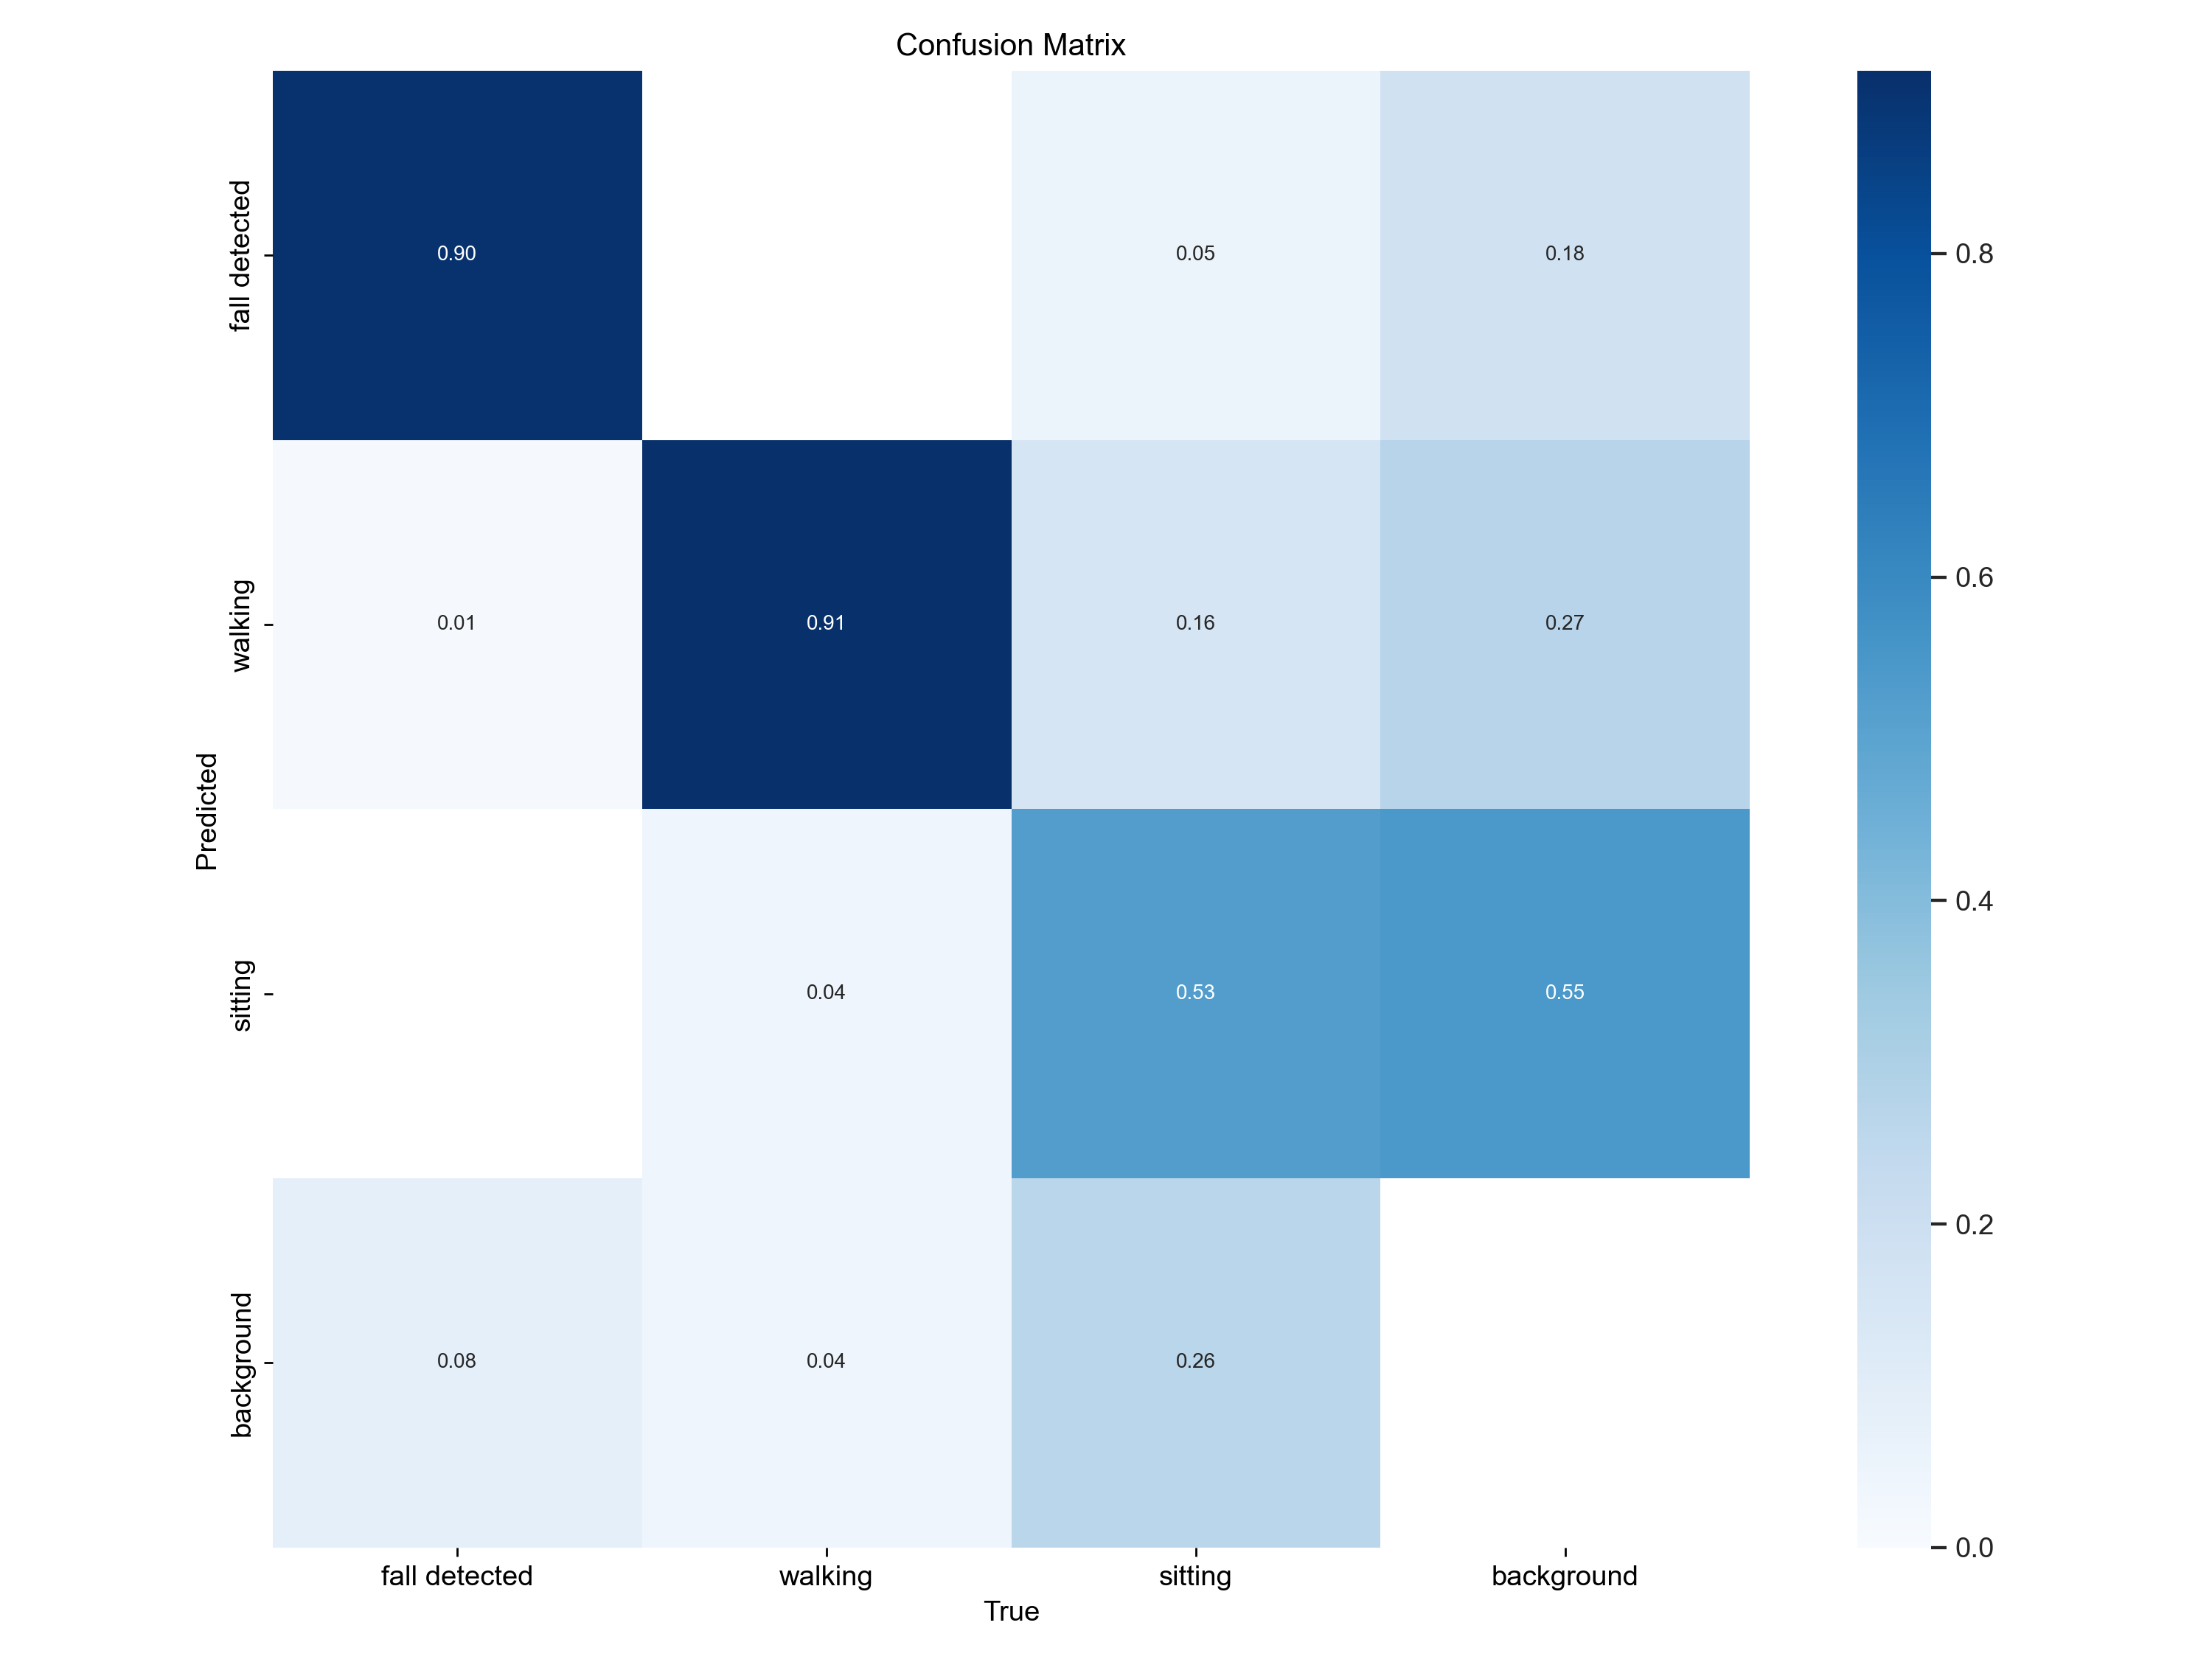 Confusion Matrix
fall detected
0.90
0.05
0.18
walking
0.01
0.91
0.16
0.27
Predicted
sitting
0.04
0.53
0.55
background
0.08
0.04
0.26
fall detected
walking
sitting
background
True
0.8
0.6
0.4
0.2
0.0